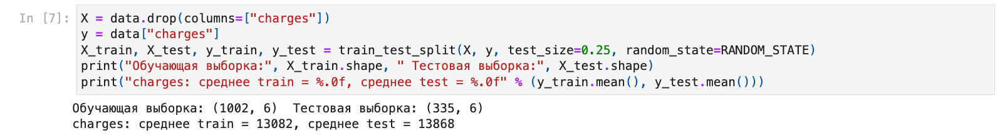 In [7]: X = data.drop(columns=["charges"])
y = data["charges"]
X_train, X_test, y_train, y_test = train_test_split(X, y, test_size=0.25, random_state=RANDOM_STATE)
print("Обучающая выборка:", X_train.shape, " Тестовая выборка:", X_test.shape)
print("charges: среднее train = %.0f, среднее test = %.0f" % (y_train.mean(), y_test.mean()))
Обучающая выборка: (1002, 6)  Тестовая выборка: (335, 6)
charges: среднее train = 13082, среднее test = 13868